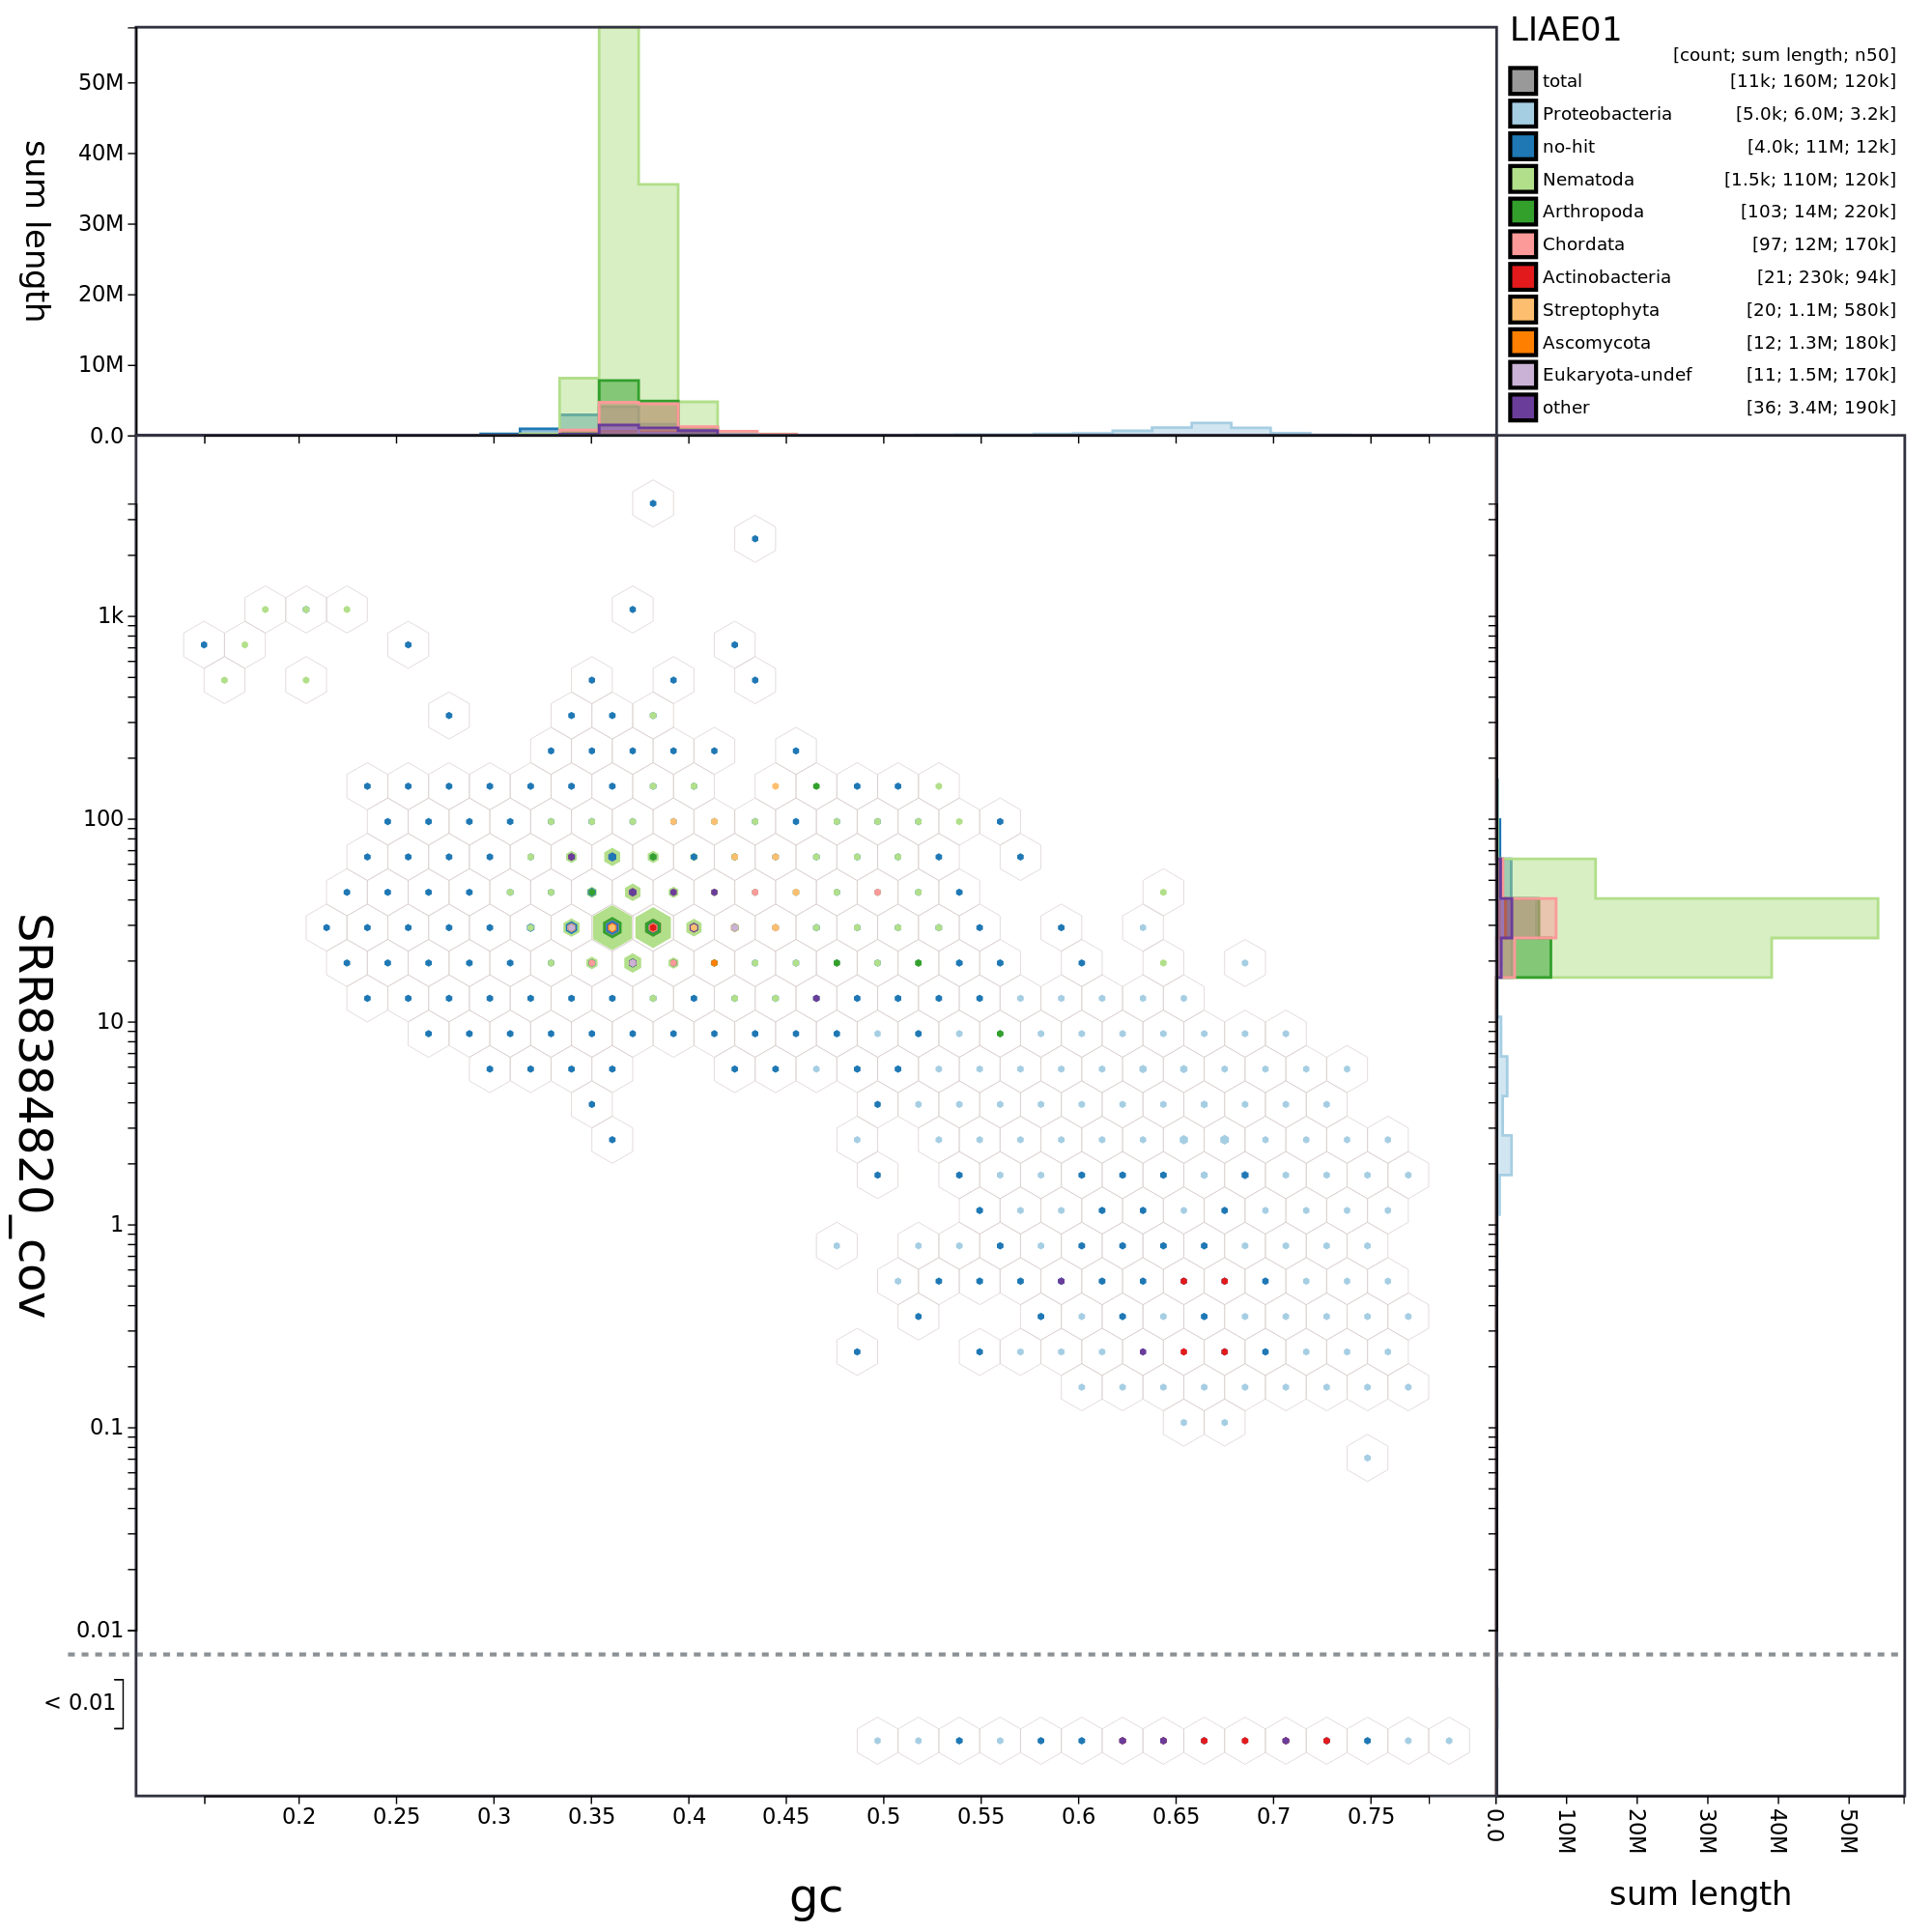 LIAE01
[count; sum length; n50]
total [11k; 160M; 120k]
Proteobacteria [5.0k; 6.0M; 3.2k]
no-hit [4.0k; 11M; 12k]
Nematoda [1.5k; 110M; 120k]
Arthropoda [103; 14M; 220k]
Chordata [97; 12M; 170k]
Actinobacteria [21; 230k; 94k]
Streptophyta [20; 1.1M; 580k]
Ascomycota [12; 1.3M; 180k]
Eukaryota-undef [11; 1.5M; 170k]
other [36; 3.4M; 190k]
sum length
50M
40M
30M
20M
10M
0.0
SRR8384820_cov
1k
100
10
1
0.1
0.01
< 0.01
0.2 0.25 0.3 0.35 0.4 0.45 0.5 0.55 0.6 0.65 0.7 0.75
gc
0.0 10M 20M 30M 40M 50M
sum length